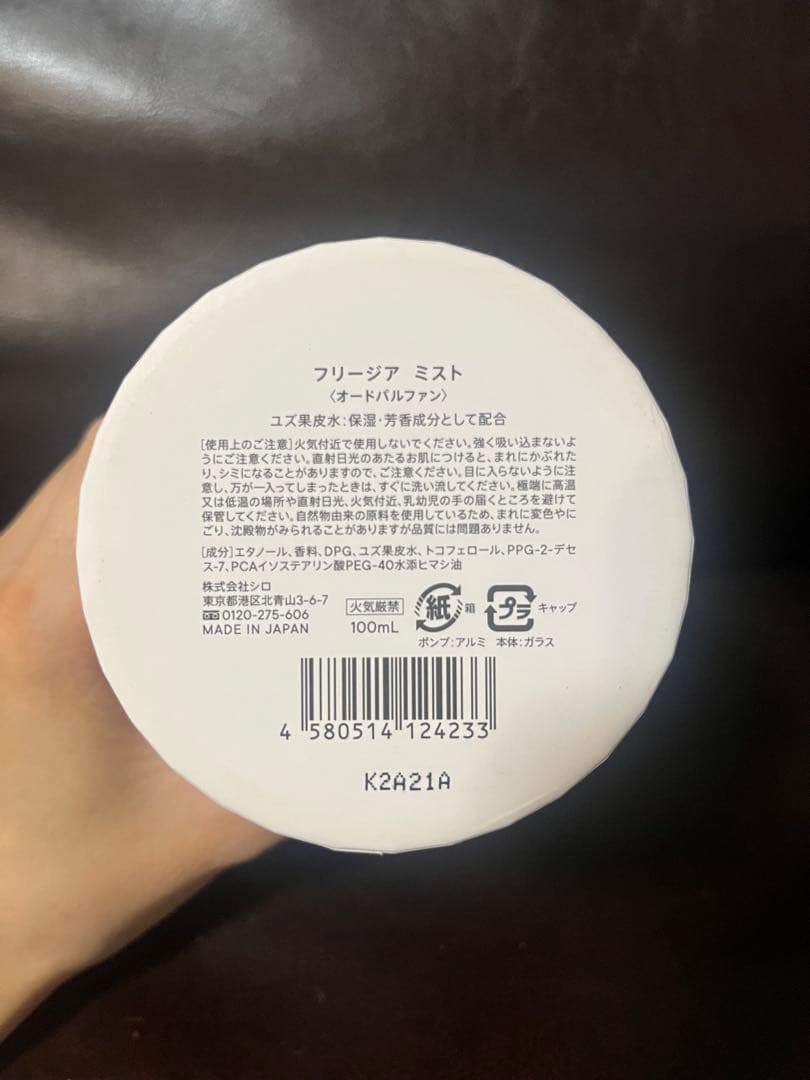 フリージア ミスト
〈オードパルファン〉
ユズ果皮水:保湿・芳香成分として配合
[使用上のご注意]火気付近で使用しないでください。強く吸い込まないよ
うにご注意ください。直射日光のあたるお肌につけると、まれにかぶれた
り、シミになることがありますので、ご注意ください。目に入らないように注
意し、万が一入ってしまったときは、すぐに洗い流してください。極端に高温
又は低温の場所や直射日光、火気付近、乳幼児の手の届くところを避けて
保管してください。自然物由来の原料を使用しているため、まれに変色やに
ごり、沈殿物がみられることがありますが品質には問題ありません。
[成分]エタノール、香料、DPG、ユズ果皮水、トコフェロール、PPG-2-デセ
ス-7、PCAイソステアリン酸PEG-40水添ヒマシ油
株式会社シロ
東京都港区北青山3-6-7
0120-275-606
MADE IN JAPAN
火気厳禁
100mL
紙 箱
プラ キャップ
ポンプ:アルミ 本体:ガラス
4 580514 124233
K2A21A